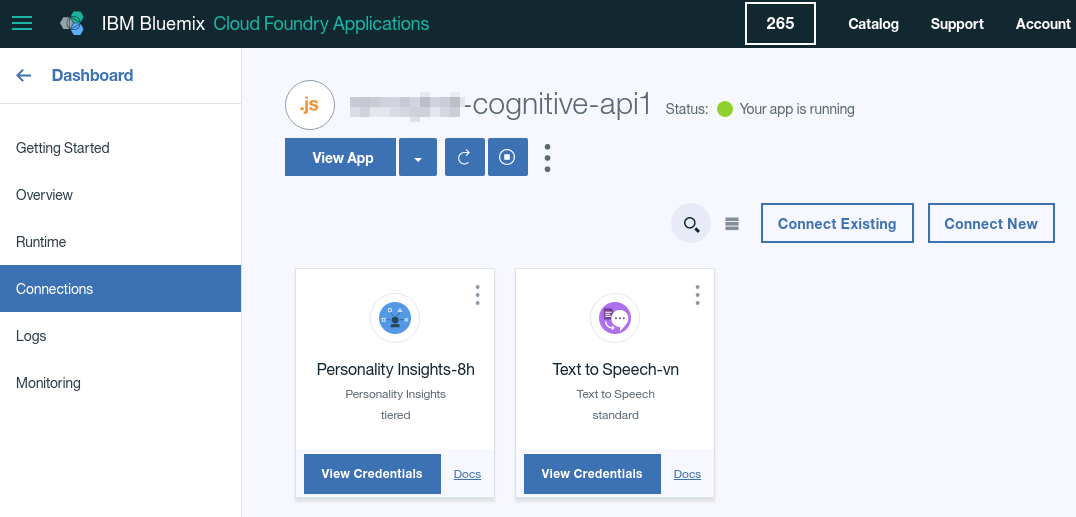 IBM Bluemix Cloud Foundry Applications
265
Catalog
Support
Account
Dashboard
Getting Started
Overview
Runtime
Connections
Logs
Monitoring
.js
-cognitive-api1
Status: Your app is running
View App
Connect Existing
Connect New
Personality Insights-8h
Personality Insights
tiered
View Credentials
Docs
Text to Speech-vn
Text to Speech
standard
View Credentials
Docs